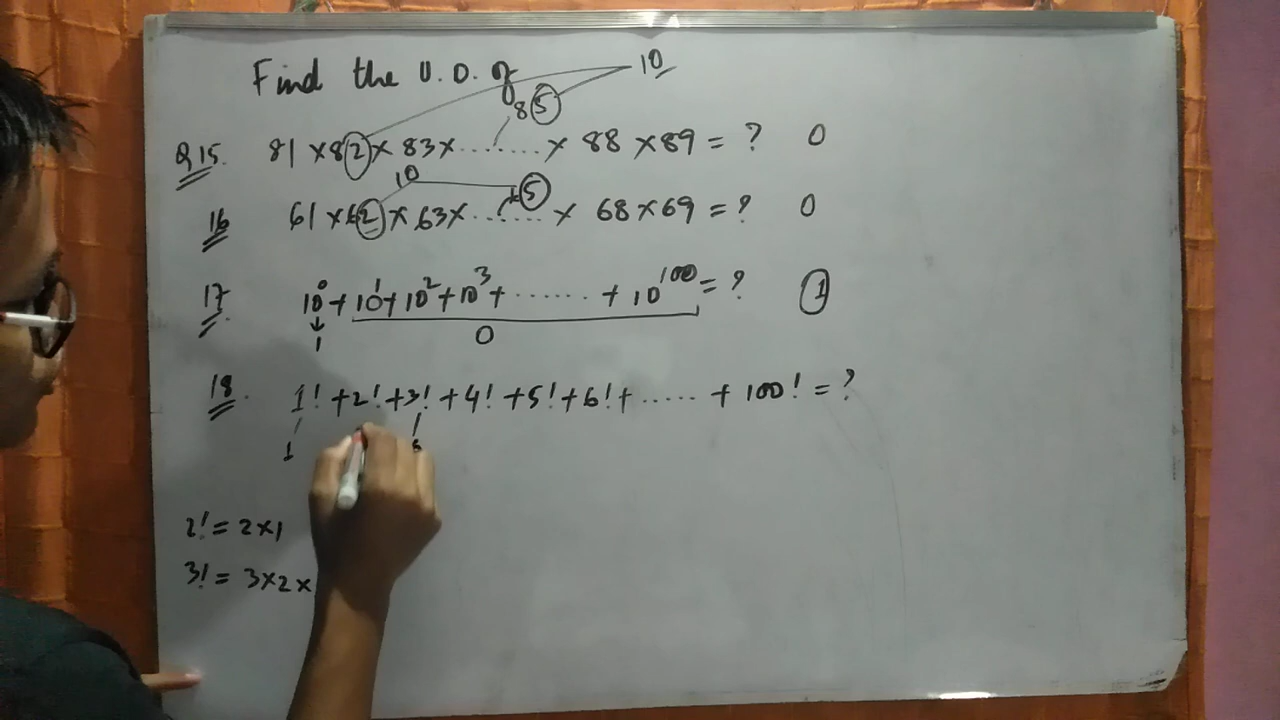 Find the U.D. of
10
85
Q15. 81 × 82 × 83 × ........ × 88 × 89 = ? 0
10
5
16 61 × 62 × 63 × ........ × 68 × 69 = ? 0
17. 10⁰ + 10¹ + 10² + 10³ + ...... + 10¹⁰⁰ = ? 1
1
0
18. 1! + 2! + 3! + 4! + 5! + 6! + ..... + 100! = ?
1 6
2! = 2×1
3! = 3×2×